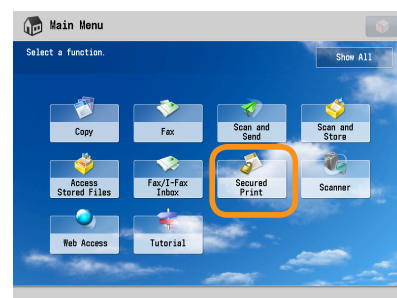 Main Menu
Select a function.
Show All
Copy
Fax
Scan and
Send
Scan and
Store
Access
Stored Files
Fax/I-Fax
Inbox
Secured
Print
Scanner
Web Access
Tutorial